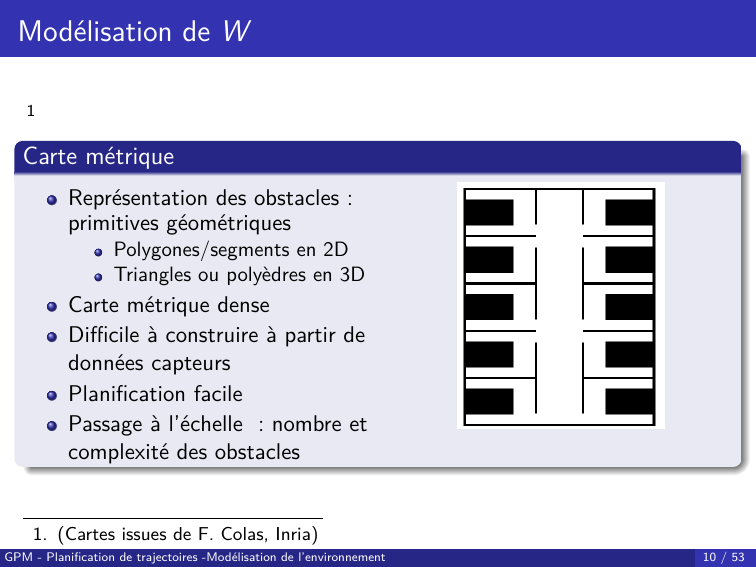 Modélisation de W
1
Carte métrique
Représentation des obstacles :
primitives géométriques
Polygones/segments en 2D
Triangles ou polyèdres en 3D
Carte métrique dense
Difficile à construire à partir de
données capteurs
Planification facile
Passage à l'échelle : nombre et
complexité des obstacles
1. (Cartes issues de F. Colas, Inria)
GPM - Planification de trajectoires -Modélisation de l'environnement
10 / 53